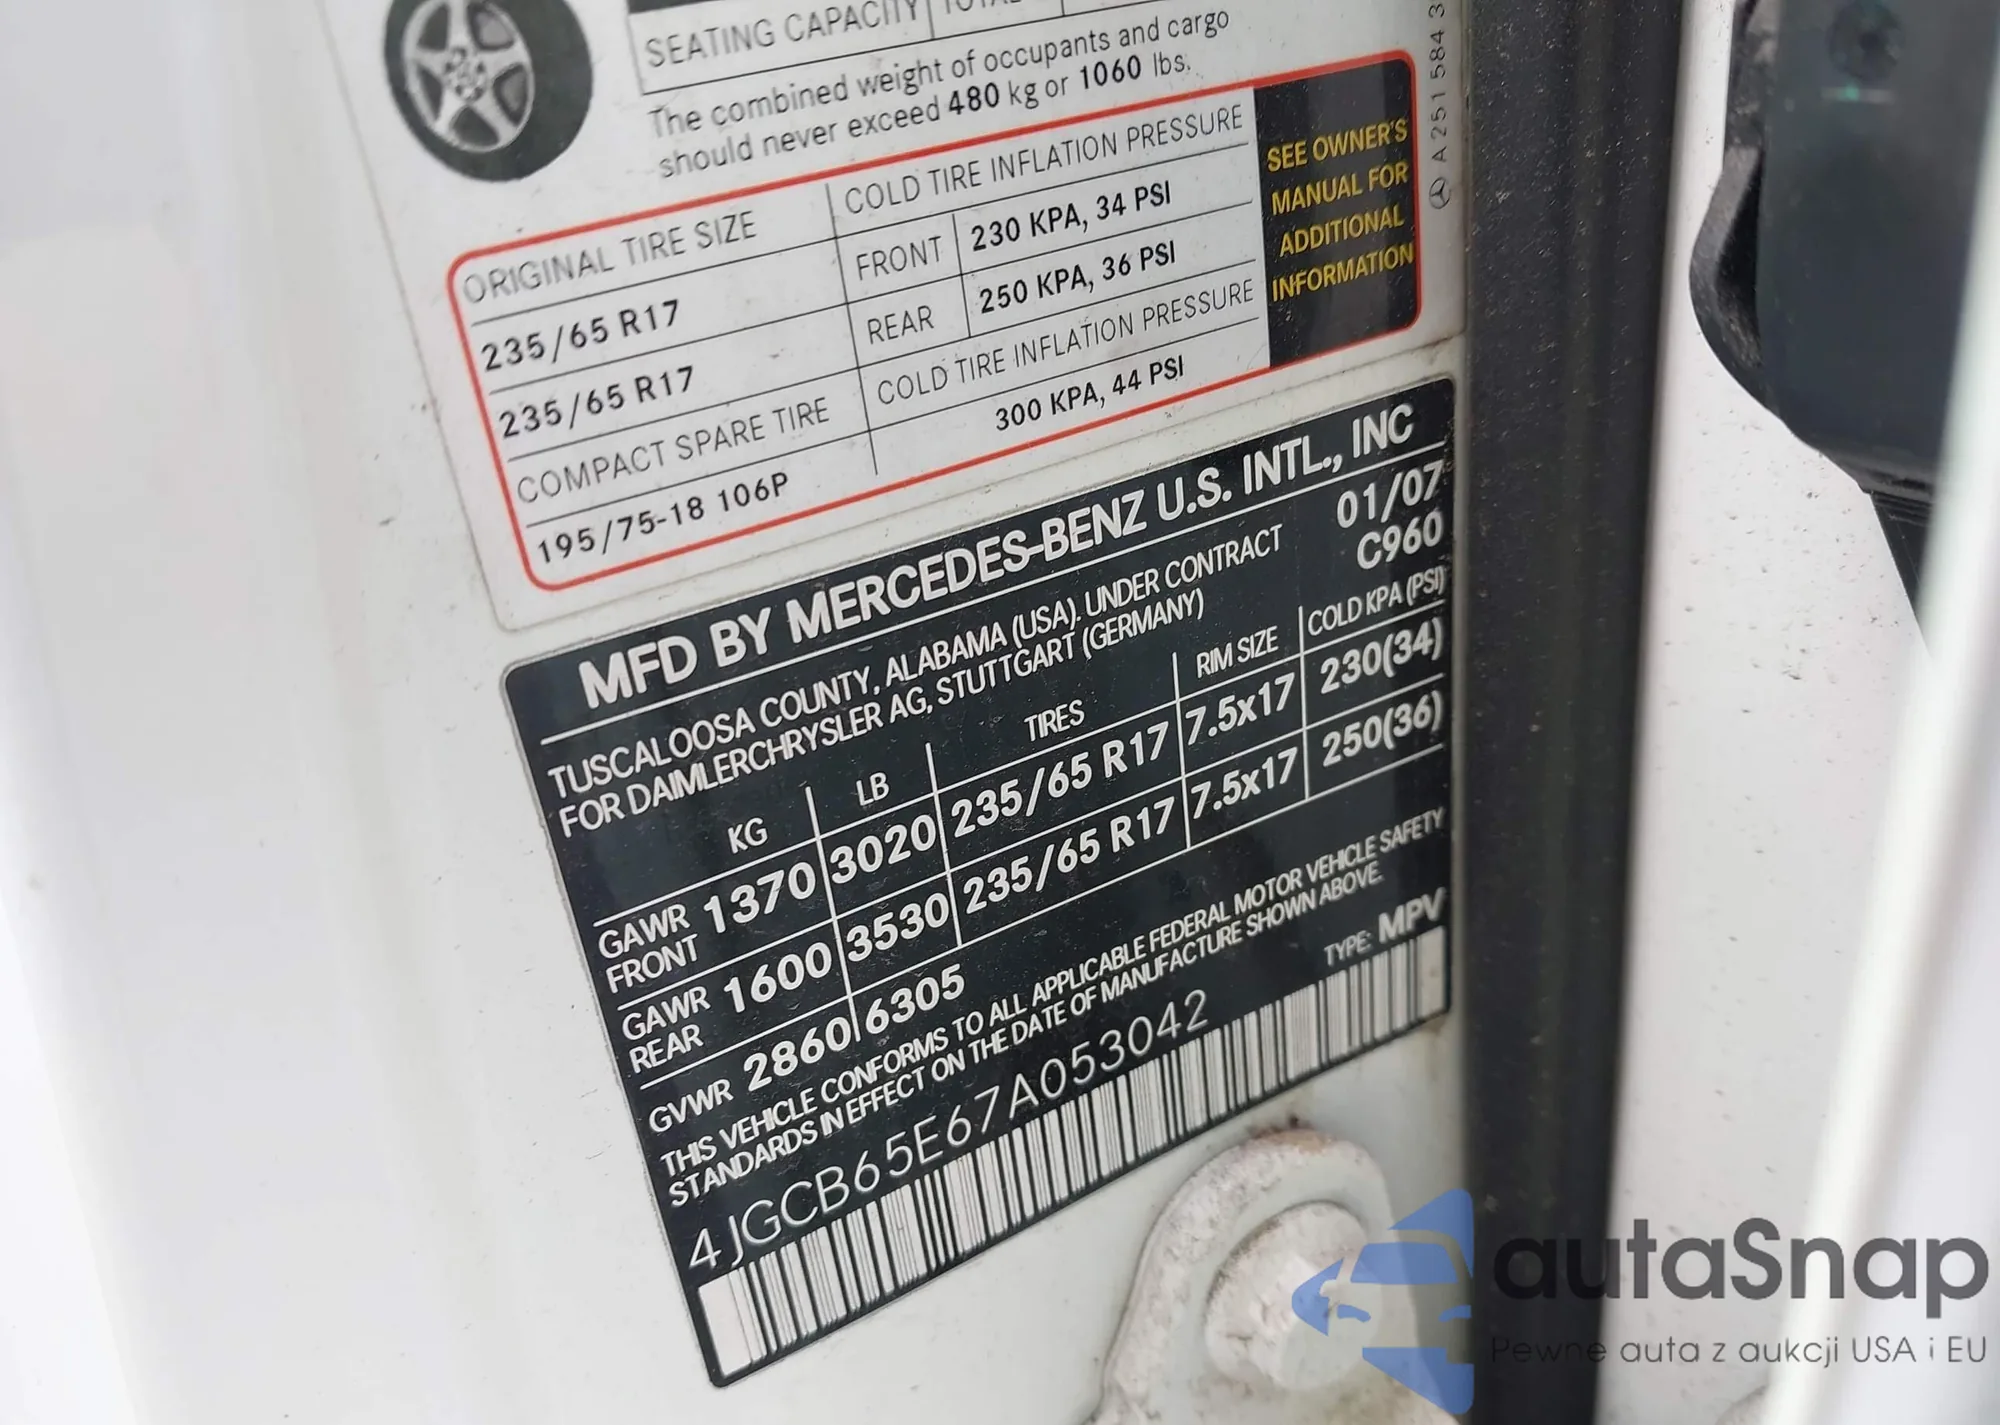 SEATING CAPACITY
The combined weight of occupants and cargo
should never exceed 480 kg or 1060 lbs.
ORIGINAL TIRE SIZE COLD TIRE INFLATION PRESSURE
235/65 R17 FRONT 230 KPA, 34 PSI
235/65 R17 REAR 250 KPA, 36 PSI
COMPACT SPARE TIRE COLD TIRE INFLATION PRESSURE
195/75-18 106P 300 KPA, 44 PSI
SEE OWNER'S
MANUAL FOR
ADDITIONAL
INFORMATION
A 251 584 3
MFD BY MERCEDES-BENZ U.S. INTL., INC
TUSCALOOSA COUNTY, ALABAMA (USA). UNDER CONTRACT 01/07
FOR DAIMLERCHRYSLER AG, STUTTGART (GERMANY) C960
KG LB TIRES RIM SIZE COLD KPA (PSI)
GAWR FRONT 1370 3020 235/65 R17 7.5x17 230(34)
GAWR REAR 1600 3530 235/65 R17 7.5x17 250(36)
GVWR 2860 6305
THIS VEHICLE CONFORMS TO ALL APPLICABLE FEDERAL MOTOR VEHICLE SAFETY
STANDARDS IN EFFECT ON THE DATE OF MANUFACTURE SHOWN ABOVE.
4JGCB65E67A053042 TYPE: MPV
autaSnap
Pewne auta z aukcji USA i EU